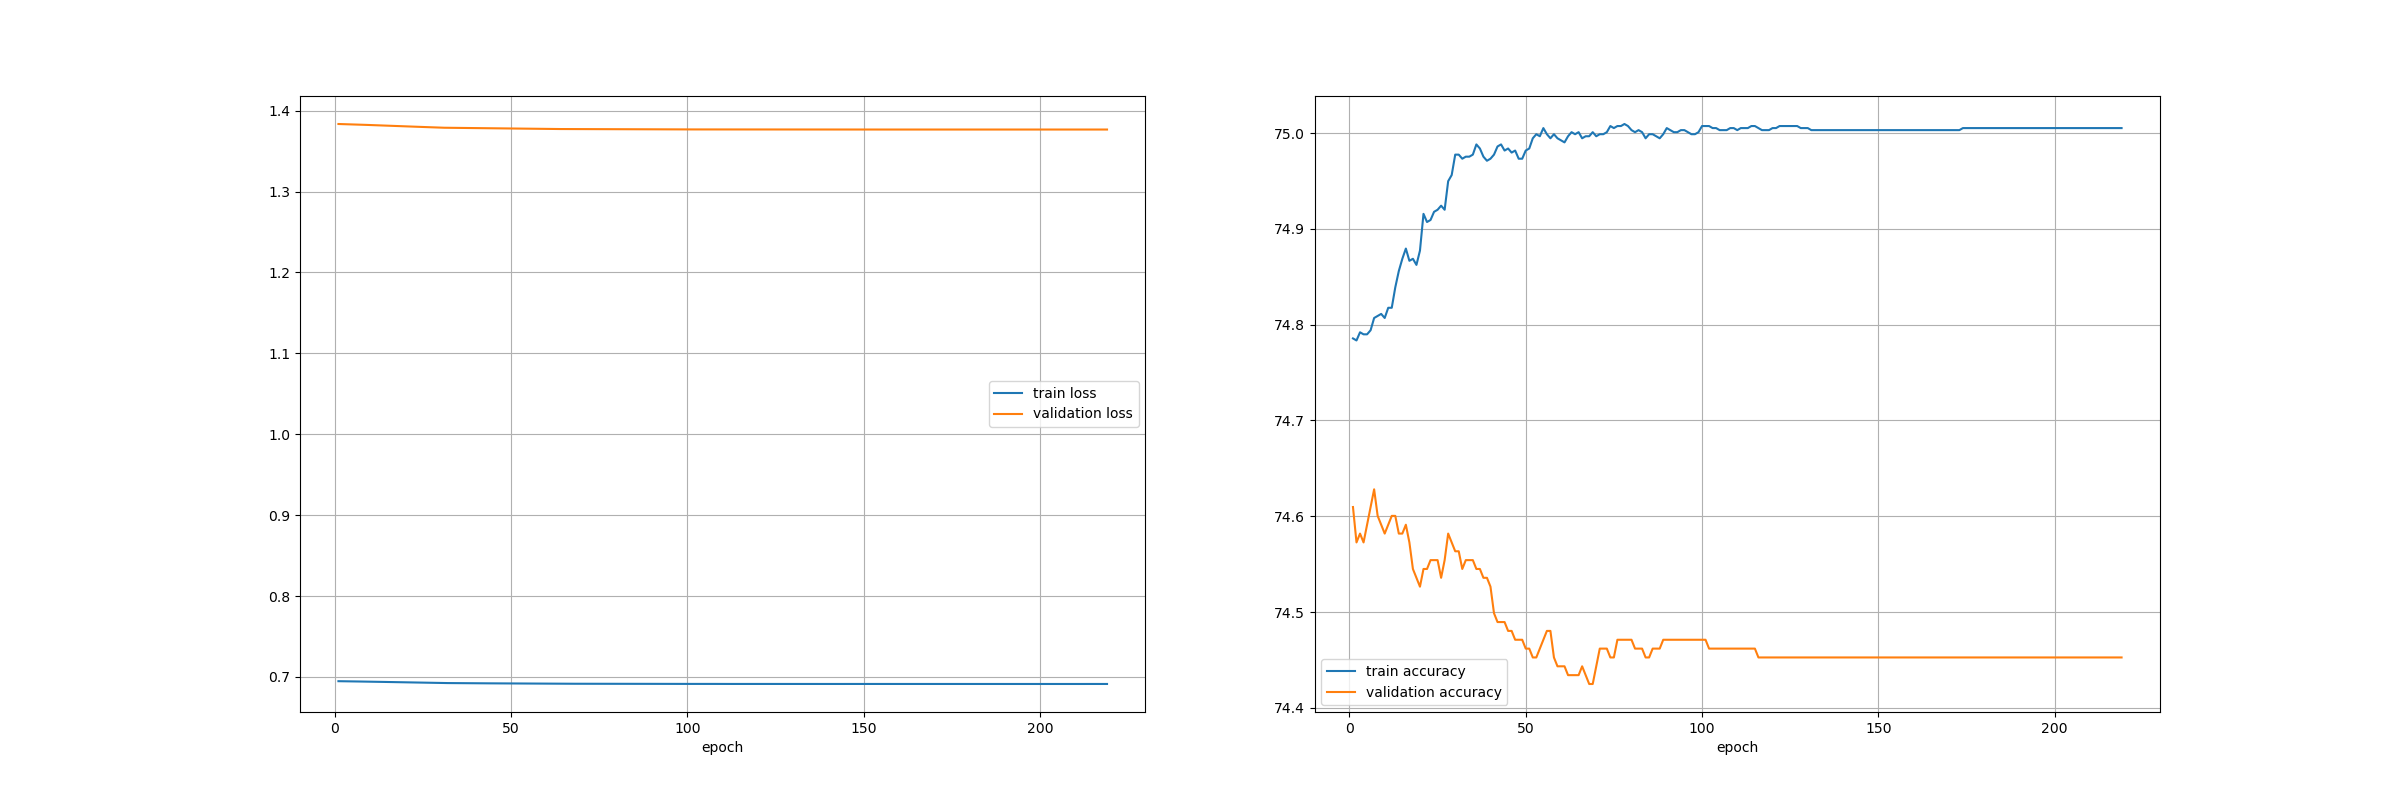 1.4
1.3
1.2
1.1
1.0
0.9
0.8
0.7
0 50 100 150 200
epoch
train loss
validation loss
75.0
74.9
74.8
74.7
74.6
74.5
74.4
0 50 100 150 200
epoch
train accuracy
validation accuracy